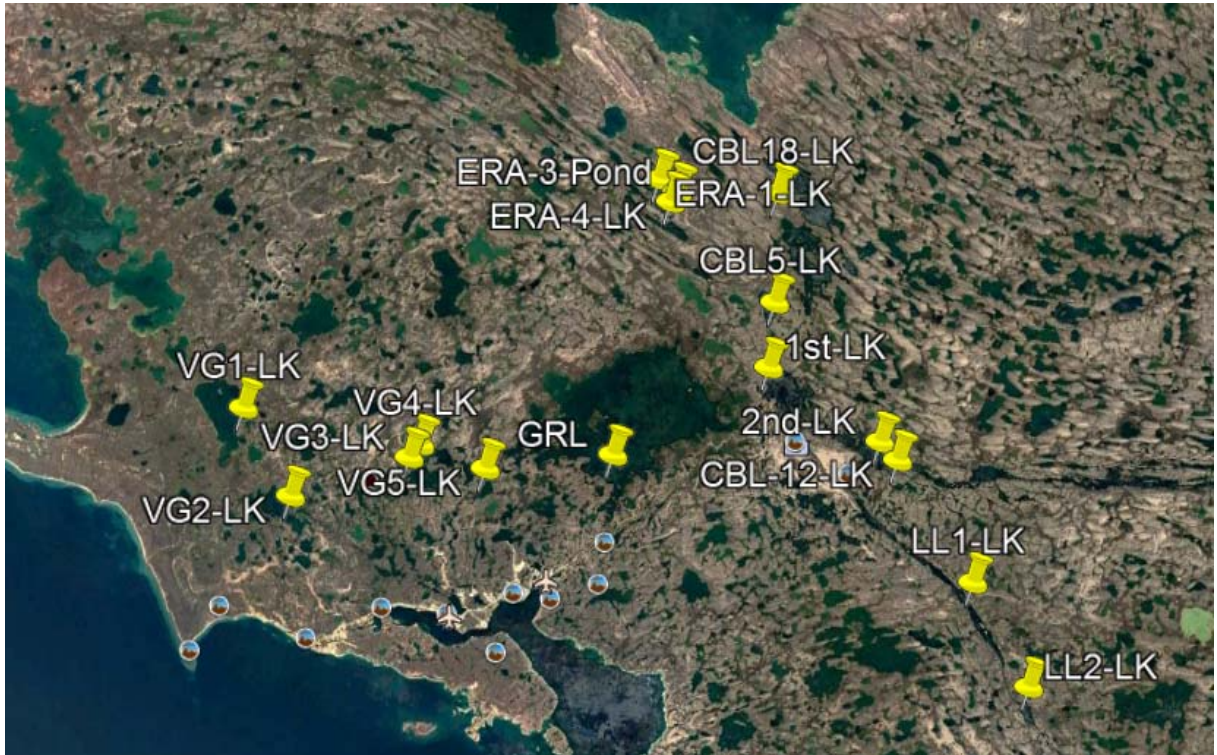 CBL18-LK
ERA-3-Pond
ERA-1-LK
ERA-4-LK
CBL5-LK
1st-LK
VG1-LK
VG4-LK
2nd-LK
VG3-LK
GRL
CBL-12-LK
VG5-LK
VG2-LK
LL1-LK
LL2-LK